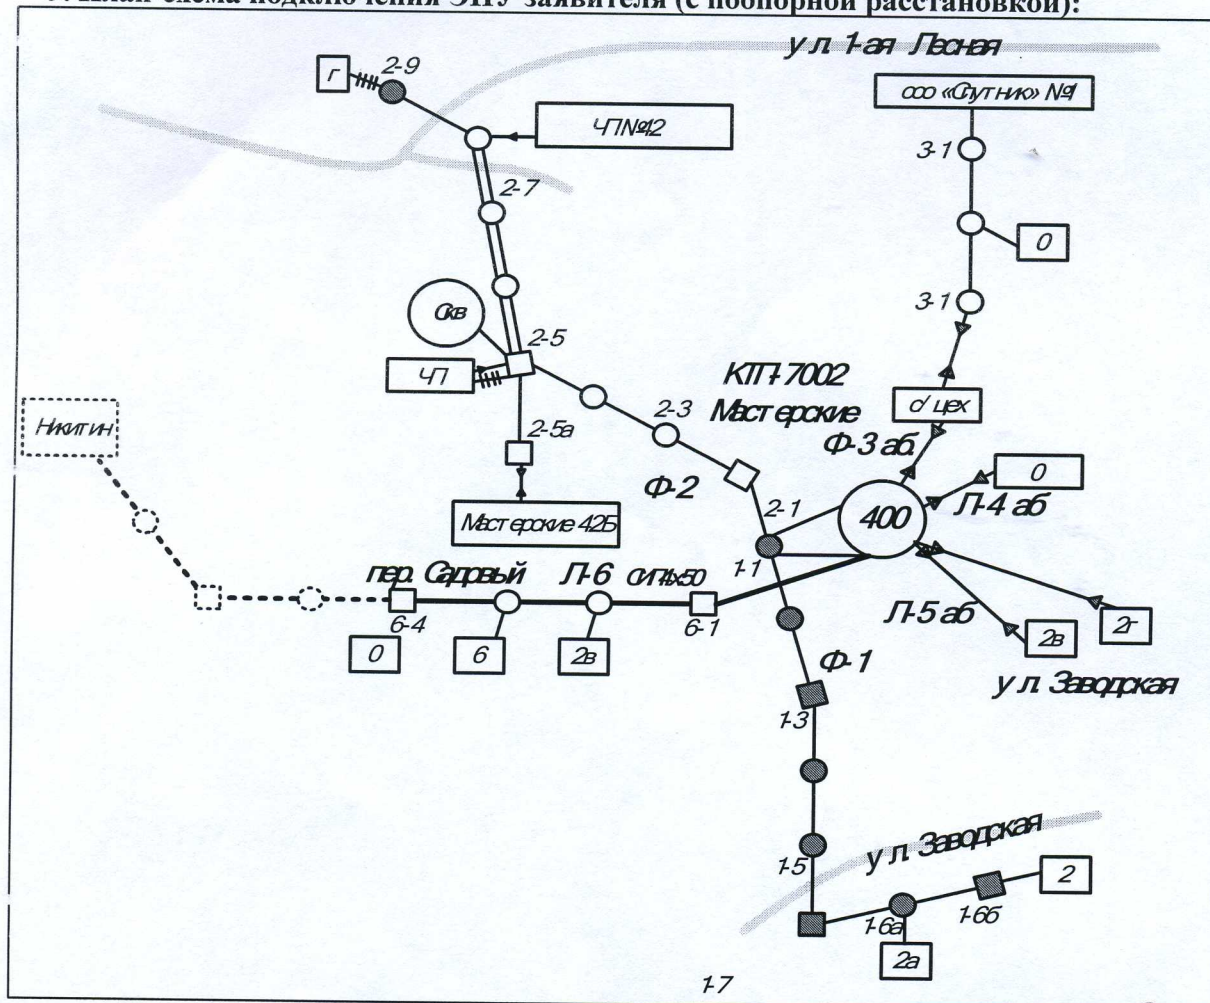 План-схема подключения ЭПУ заявителя (с поопорной расстановкой):
ул. 1-ая Лесная
г
2-9
ООО «Спутник» №1
ЧП №42
3-1
2-7
0
3-1
Скв
2-5
ЧП
КТП-7002
Мастерские
с/цех
2-3
Никитин
2-5а
Ф-3 аб.
Ф-2
0
2-1
400
Л-4 аб
Мастерские 42Б
1-1
пер. Садовый
Л-6
СИП4х50
6-4
6-1
Л-5 аб
0
6
2в
2в
2г
Ф-1
ул. Заводская
1-3
ул. Заводская
1-5
2
1-6а
1-6б
2а
1-7